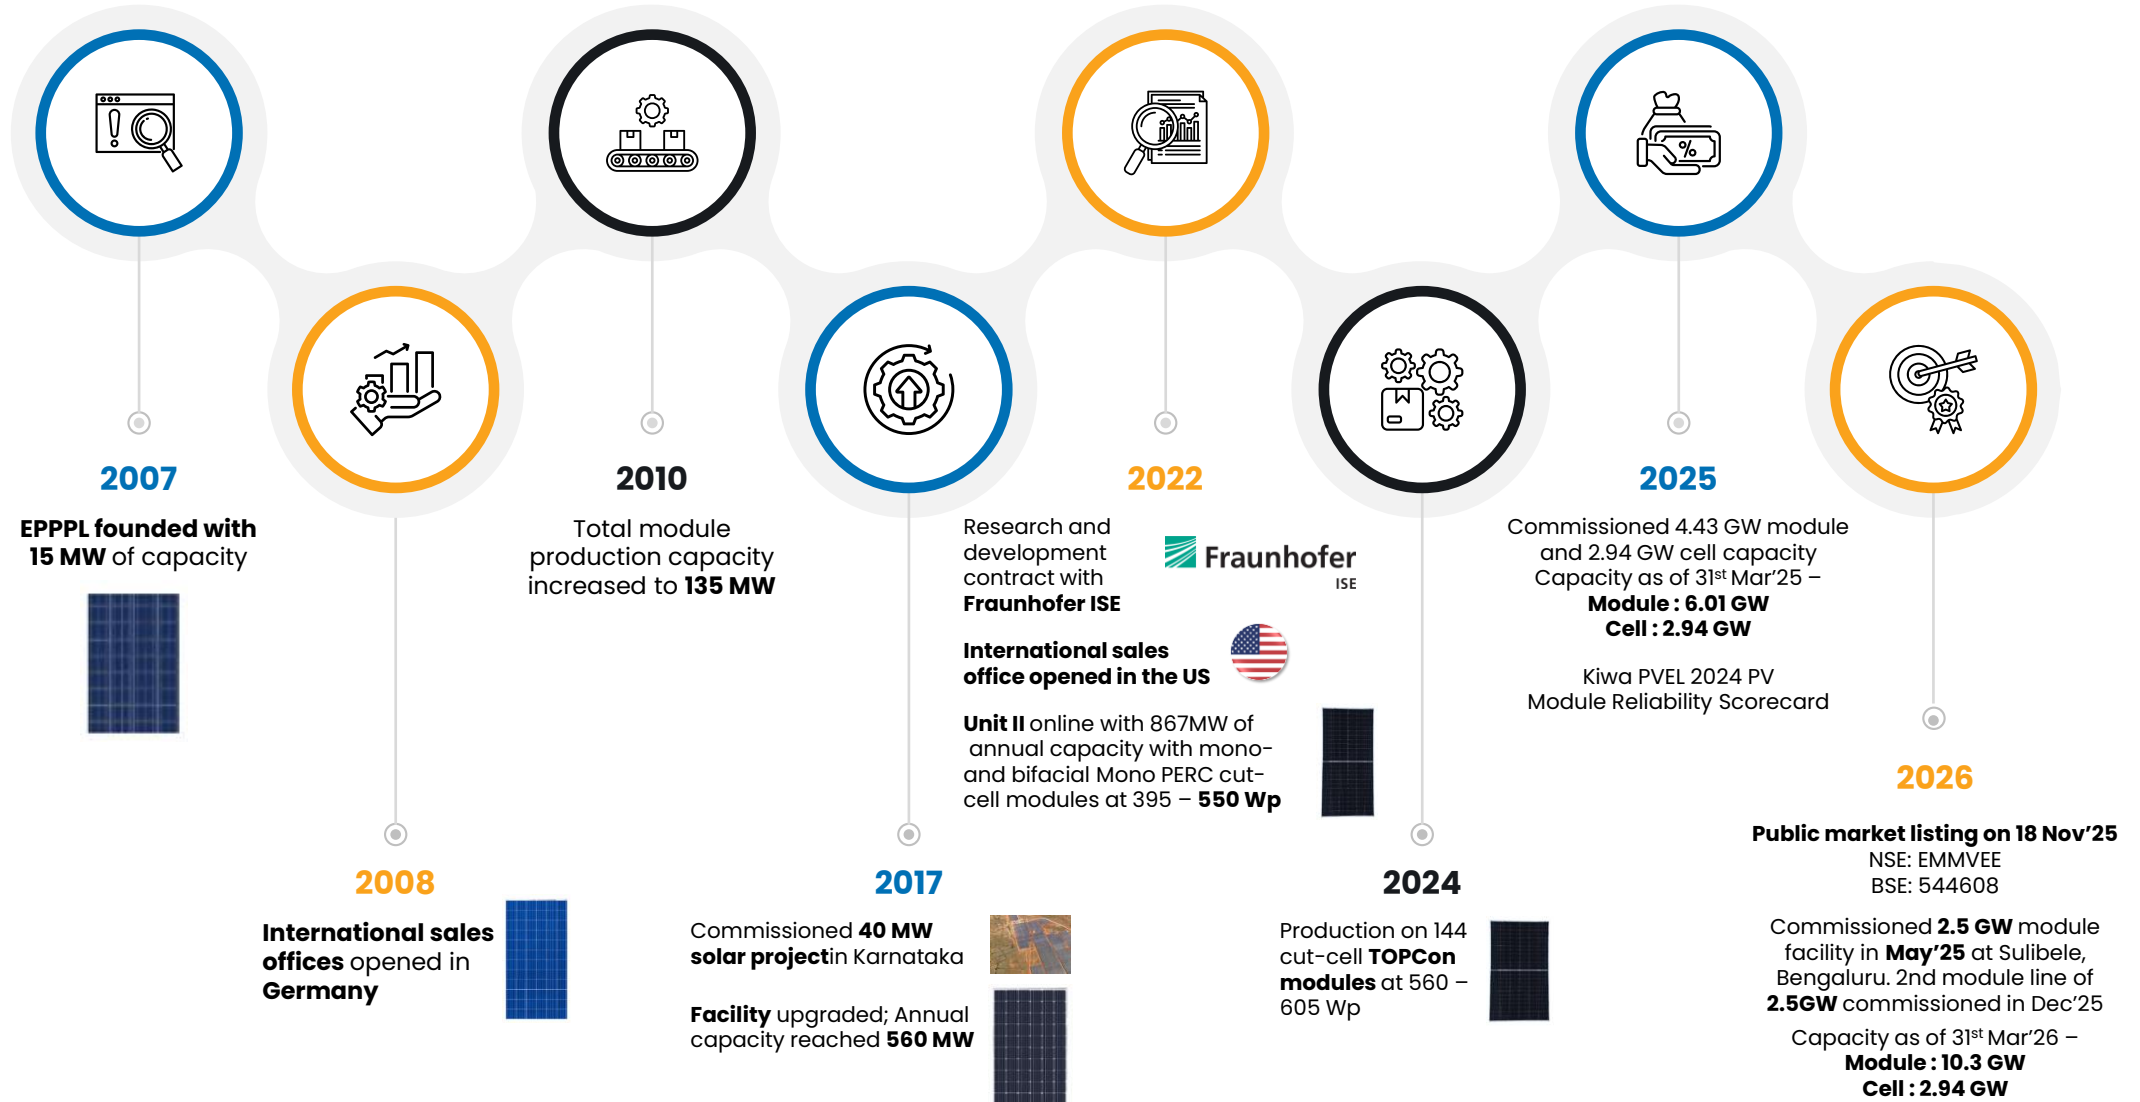 2007
EPPPL founded with
15 MW of capacity
2008
International sales
offices opened in
Germany
2010
Total module
production capacity
increased to 135 MW
2017
Commissioned 40 MW
solar projectin Karnataka
Facility upgraded; Annual
capacity reached 560 MW
2022
Research and
development
contract with
Fraunhofer ISE
Fraunhofer
ISE
International sales
office opened in the US
Unit II online with 867MW of
annual capacity with mono-
and bifacial Mono PERC cut-
cell modules at 395 – 550 Wp
2024
Production on 144
cut-cell TOPCon
modules at 560 –
605 Wp
%
2025
Commissioned 4.43 GW module
and 2.94 GW cell capacity
Capacity as of 31st Mar'25 –
Module : 6.01 GW
Cell : 2.94 GW
Kiwa PVEL 2024 PV
Module Reliability Scorecard
2026
Public market listing on 18 Nov'25
NSE: EMMVEE
BSE: 544608
Commissioned 2.5 GW module
facility in May'25 at Sulibele,
Bengaluru. 2nd module line of
2.5GW commissioned in Dec'25
Capacity as of 31st Mar'26 –
Module : 10.3 GW
Cell : 2.94 GW